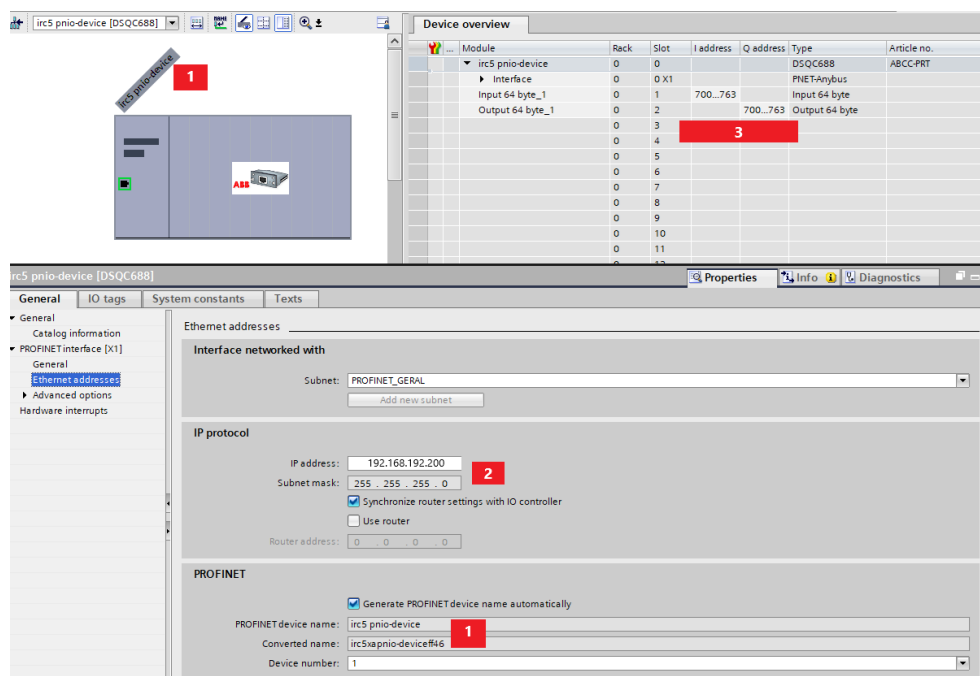 irc5 pnio-device [DSQC688]
Device overview
... Module Rack Slot I address Q address Type Article no.
irc5 pnio-device 0 0 DSQC688 ABCC-PRT
Interface 0 0 X1 PNET-Anybus
Input 64 byte_1 0 1 700...763 Input 64 byte
Output 64 byte_1 0 2 700...763 Output 64 byte
0 3
0 4
0 5
0 6
0 7
0 8
0 9
0 10
0 11
3
irc5 pnio-device
1
ABB
irc5 pnio-device [DSQC688]
Properties Info Diagnostics
General IO tags System constants Texts
General
Catalog information
PROFINET interface [X1]
General
Ethernet addresses
Advanced options
Hardware interrupts
Ethernet addresses
Interface networked with
Subnet: PROFINET_GERAL
Add new subnet
IP protocol
IP address: 192.168.192.200
2
Subnet mask: 255 . 255 . 255 . 0
Synchronize router settings with IO controller
Use router
Router address: 0 . 0 . 0 . 0
PROFINET
Generate PROFINET device name automatically
PROFINET device name: irc5 pnio-device
1
Converted name: irc5xapnio-deviceff46
Device number: 1